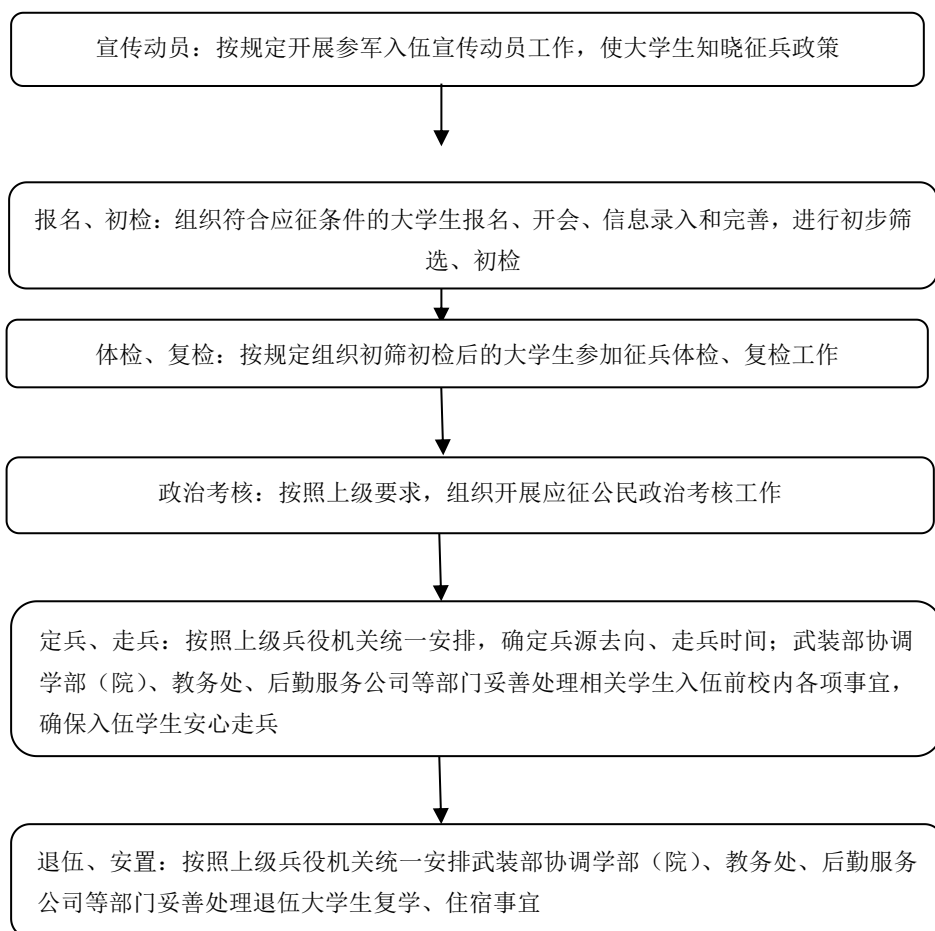 宣传动员：按规定开展参军入伍宣传动员工作，使大学生知晓征兵政策
报名、初检：组织符合应征条件的大学生报名、开会、信息录入和完善，进行初步筛
选、初检
体检、复检：按规定组织初筛初检后的大学生参加征兵体检、复检工作
政治考核：按照上级要求，组织开展应征公民政治考核工作
定兵、走兵：按照上级兵役机关统一安排，确定兵源去向、走兵时间；武装部协调
学部（院）、教务处、后勤服务公司等部门妥善处理相关学生入伍前校内各项事宜，
确保入伍学生安心走兵
退伍、安置：按照上级兵役机关统一安排武装部协调学部（院）、教务处、后勤服务
公司等部门妥善处理退伍大学生复学、住宿事宜